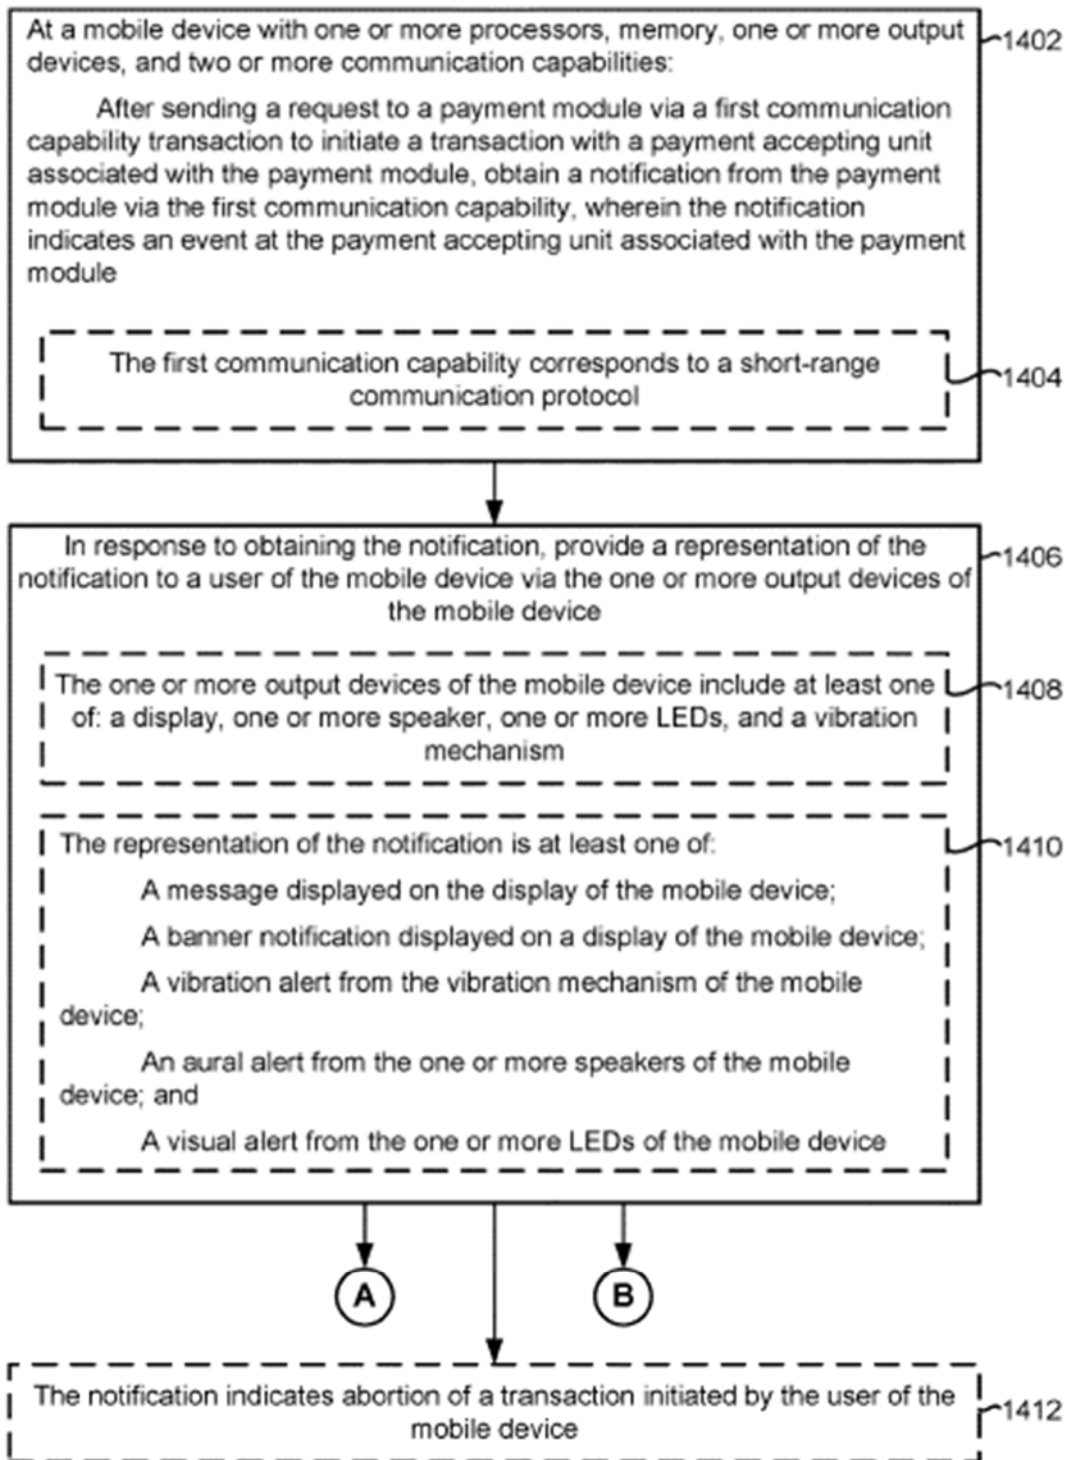 At a mobile device with one or more processors, memory, one or more output
devices, and two or more communication capabilities:
1402
After sending a request to a payment module via a first communication
capability transaction to initiate a transaction with a payment accepting unit
associated with the payment module, obtain a notification from the payment
module via the first communication capability, wherein the notification
indicates an event at the payment accepting unit associated with the payment
module
The first communication capability corresponds to a short-range
communication protocol
1404
In response to obtaining the notification, provide a representation of the
notification to a user of the mobile device via the one or more output devices of
the mobile device
1406
The one or more output devices of the mobile device include at least one
of: a display, one or more speaker, one or more LEDs, and a vibration
mechanism
1408
The representation of the notification is at least one of:
1410
A message displayed on the display of the mobile device;
A banner notification displayed on a display of the mobile device;
A vibration alert from the vibration mechanism of the mobile
device;
An aural alert from the one or more speakers of the mobile
device; and
A visual alert from the one or more LEDs of the mobile device
A
B
The notification indicates abortion of a transaction initiated by the user of the
mobile device
1412